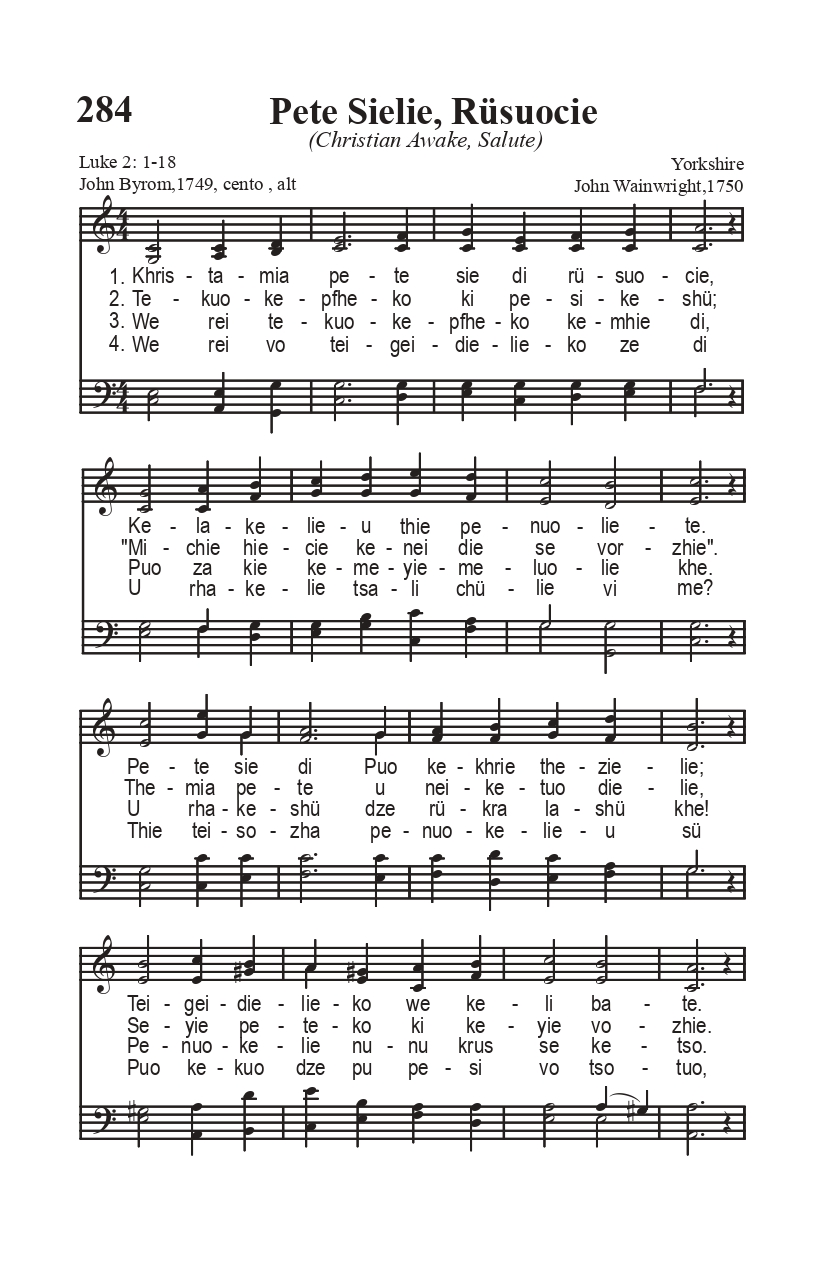 284
Pete Sielie, Rüsuocie
(Christian Awake, Salute)
Luke 2: 1-18
Yorkshire
John Byrom,1749, cento , alt
John Wainwright,1750
1. Khris - ta - mia pe - te sie di rü - suo - cie,
2. Te - kuo - ke - pfhe - ko ki pe - si - ke - shü;
3. We rei te - kuo - ke - pfhe - ko ke - mhie di,
4. We rei vo tei - gei - die - lie - ko ze di
Ke - la - ke - lie - u thie pe - nuo - lie - te.
"Mi - chie hie - cie ke - nei die se vor - zhie".
Puo za kie ke - me - yie - me - luo - lie khe.
U rha - ke - lie tsa - li chü - lie vi me?
Pe - te sie di Puo ke - khrie the - zie - lie;
The - mia pe - te u nei - ke - tuo die - lie,
U rha - ke - shü dze rü - kra la - shü khe!
Thie tei - so - zha pe - nuo - ke - lie - u sü
Tei - gei - die - lie - ko we ke - li ba - te.
Se - yie pe - te - ko ki ke - yie vo - zhie.
Pe - nuo - ke - lie nu - nu krus se ke - tso.
Puo ke - kuo dze pu pe - si vo tso - tuo,